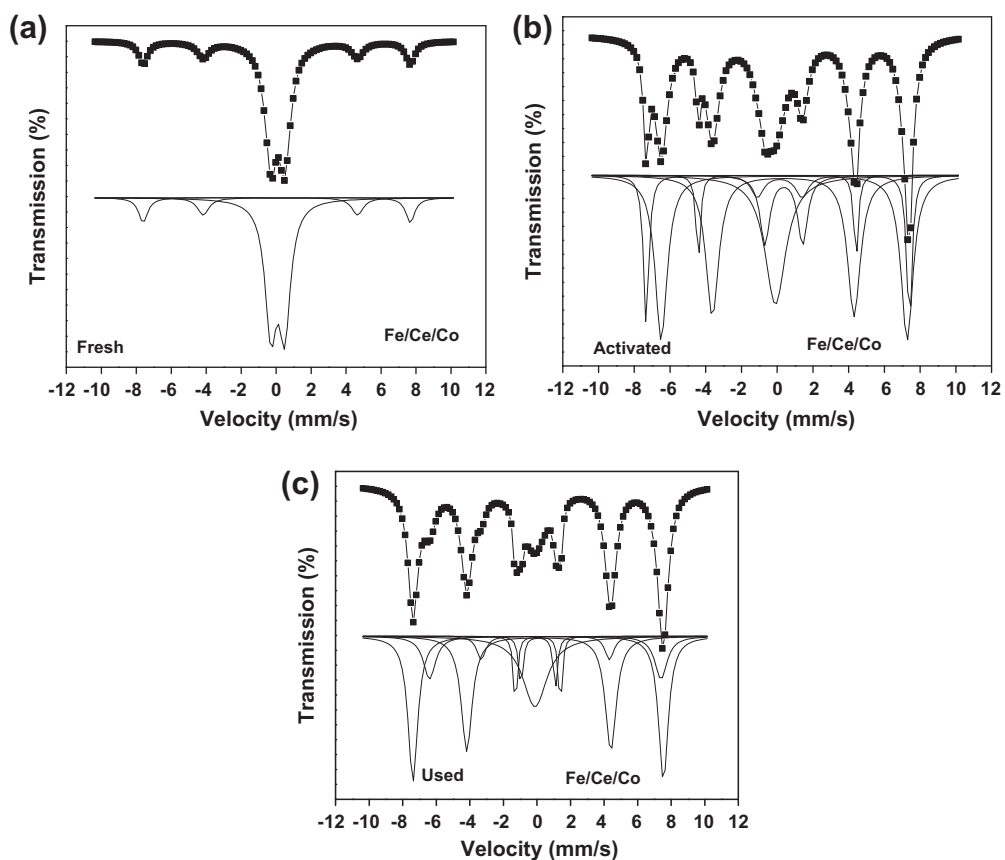 (a)
Transmission (%)
Fresh
Fe/Ce/Co
-12 -10 -8 -6 -4 -2 0 2 4 6 8 10 12
Velocity (mm/s)
(b)
Transmission (%)
Activated
Fe/Ce/Co
-12 -10 -8 -6 -4 -2 0 2 4 6 8 10 12
Velocity (mm/s)
(c)
Transmission (%)
Used
Fe/Ce/Co
-12 -10 -8 -6 -4 -2 0 2 4 6 8 10 12
Velocity (mm/s)